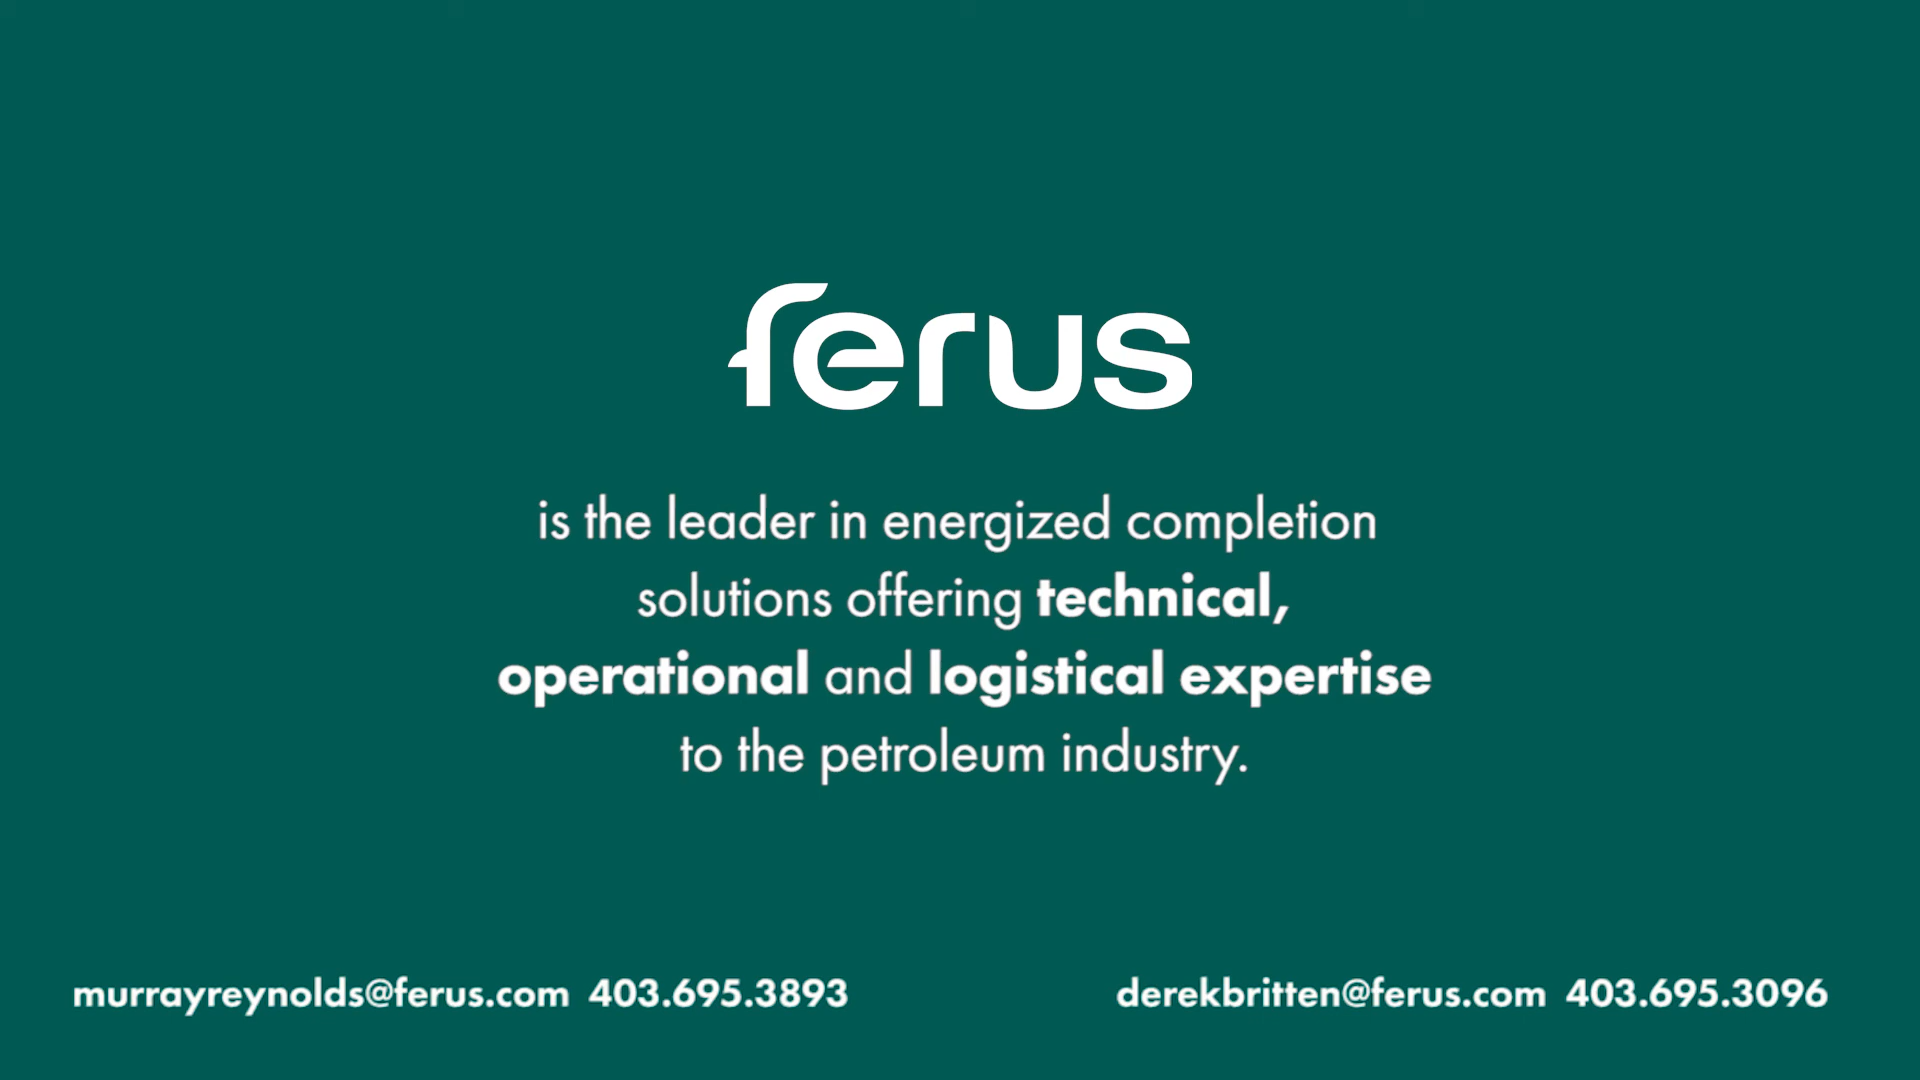 ferus
is the leader in energized completion
solutions offering technical,
operational and logistical expertise
to the petroleum industry.
murrayreynolds@ferus.com 403.695.3893
derekbritten@ferus.com 403.695.3096